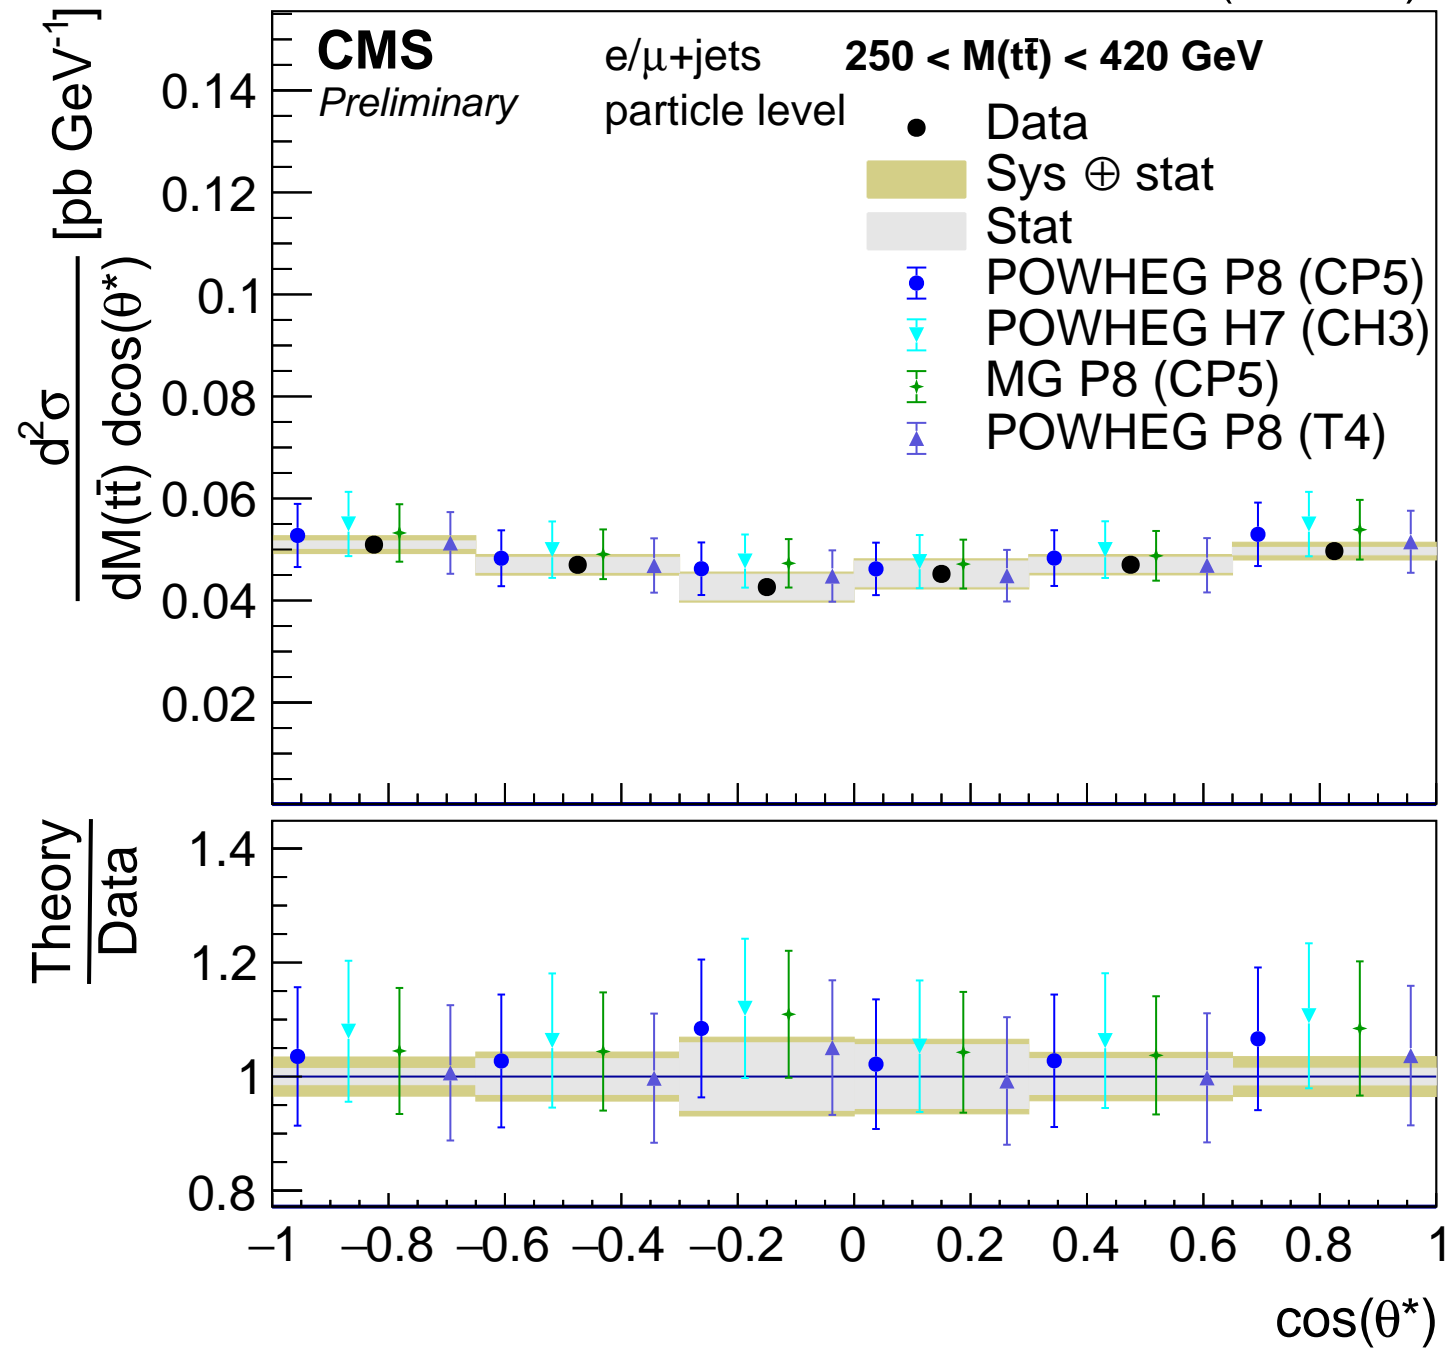 CMS
Preliminary
e/μ+jets
particle level
250 < M(tt̄) < 420 GeV
Data
Sys ⊕ stat
Stat
POWHEG P8 (CP5)
POWHEG H7 (CH3)
MG P8 (CP5)
POWHEG P8 (T4)
d²σ
dM(tt̄) dcos(θ*)
[pb GeV⁻¹]
0.14
0.12
0.1
0.08
0.06
0.04
0.02
Theory
Data
1.4
1.2
1
0.8
−1 −0.8 −0.6 −0.4 −0.2 0 0.2 0.4 0.6 0.8 1
cos(θ*)